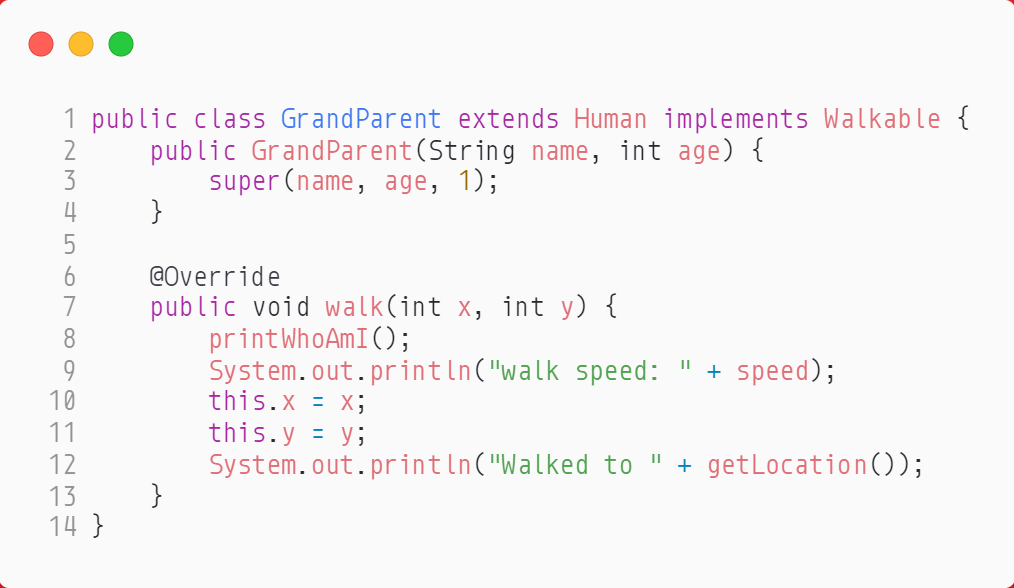 1 public class GrandParent extends Human implements Walkable {
2     public GrandParent(String name, int age) {
3         super(name, age, 1);
4     }
5
6     @Override
7     public void walk(int x, int y) {
8         printWhoAmI();
9         System.out.println("walk speed: " + speed);
10         this.x = x;
11         this.y = y;
12         System.out.println("Walked to " + getLocation());
13     }
14 }